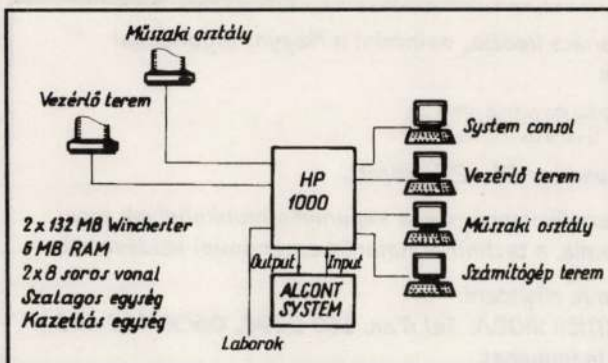 Műszaki osztály
Vezérlő terem
System consol
HP
1000
Vezérlő terem
Műszaki osztály
2 x 132 MB Winchester
6 MB RAM
2 x 8 soros vonal
Szalagos egység
Kazettás egység
Output
Input
Számítógép terem
ALCONT
SYSTEM
Laborok